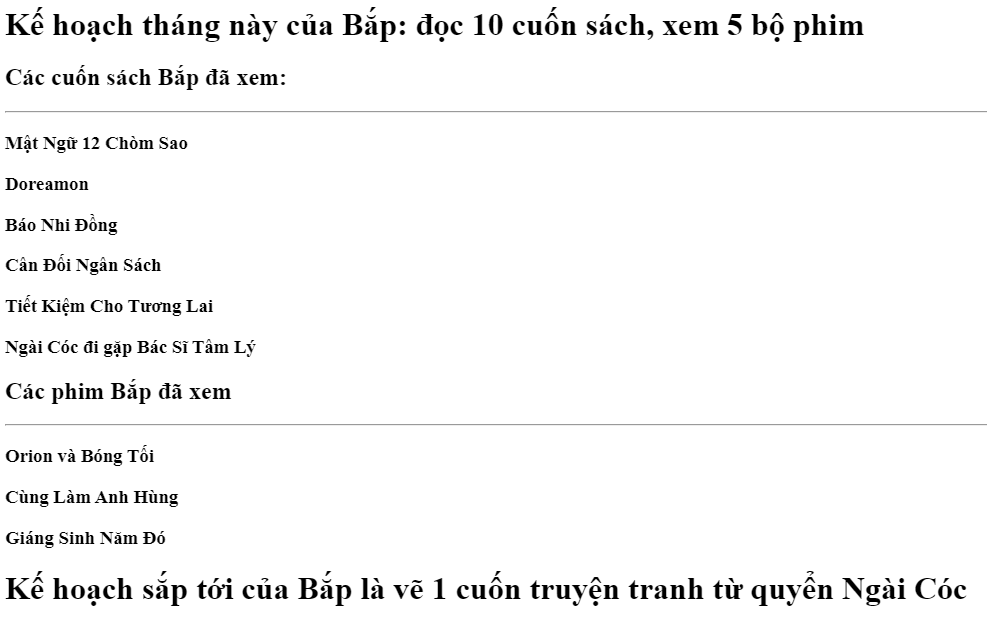 Kế hoạch tháng này của Bắp: đọc 10 cuốn sách, xem 5 bộ phim
Các cuốn sách Bắp đã xem:
Mật Ngữ 12 Chòm Sao
Doreamon
Báo Nhi Đồng
Cân Đối Ngân Sách
Tiết Kiệm Cho Tương Lai
Ngài Cóc đi gặp Bác Sĩ Tâm Lý
Các phim Bắp đã xem
Orion và Bóng Tối
Cùng Làm Anh Hùng
Giáng Sinh Năm Đó
Kế hoạch sắp tới của Bắp là vẽ 1 cuốn truyện tranh từ quyển Ngài Cóc